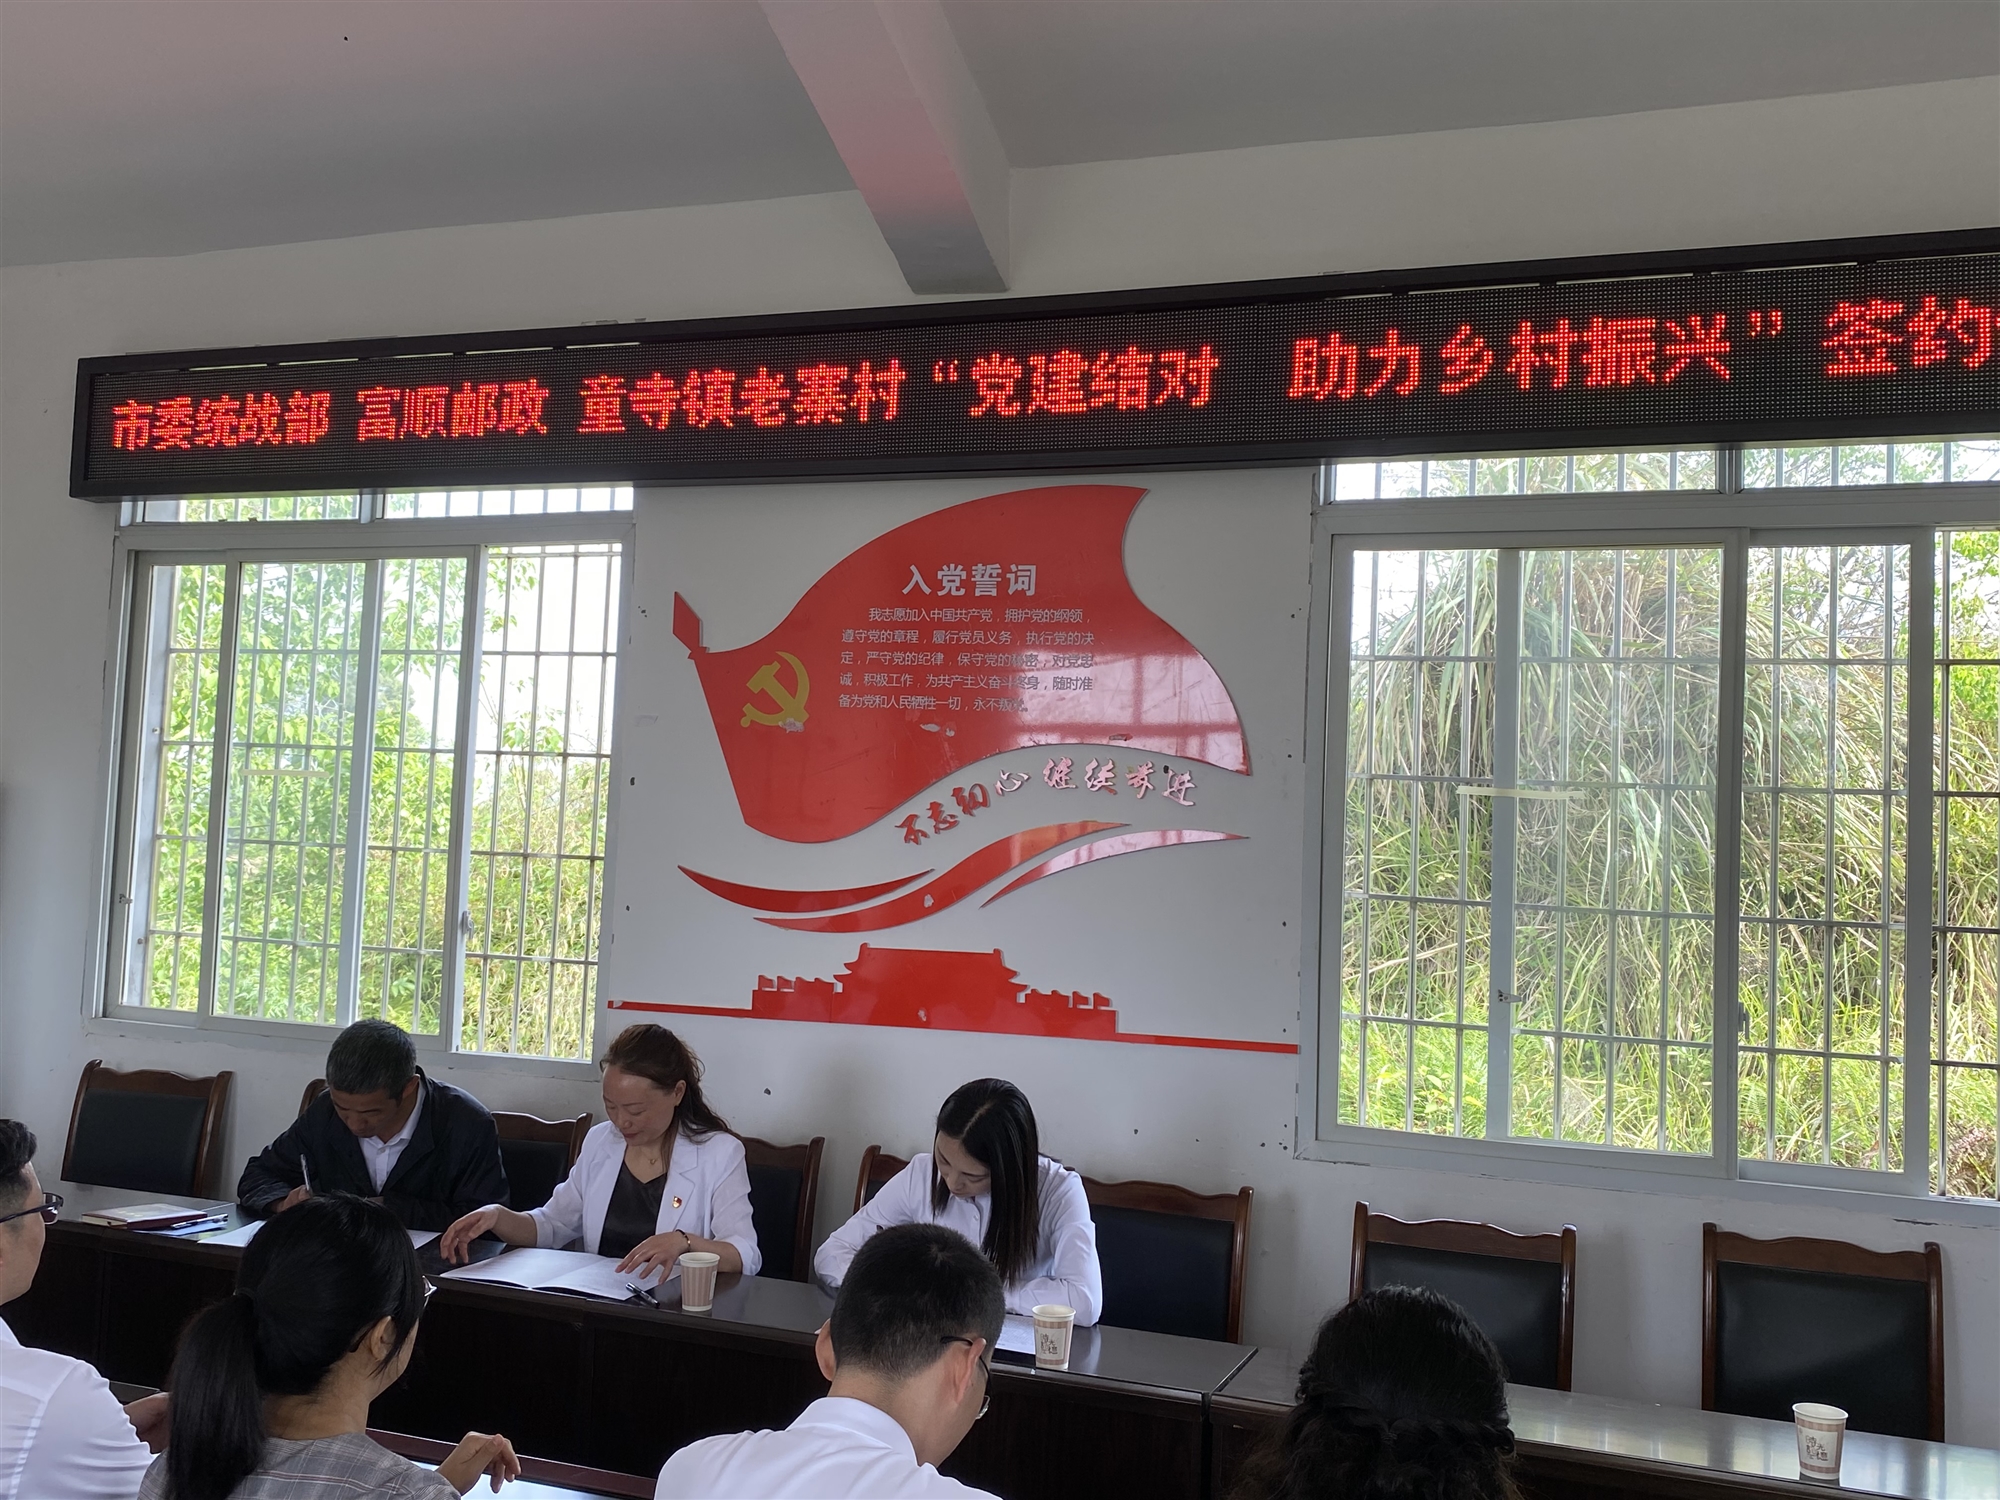 市委统战部 富顺邮政 童寺镇老寨村“党建结对 助力乡村振兴”签约
入党誓词
我志愿加入中国共产党，拥护党的纲领，
遵守党的章程，履行党员义务，执行党的决
定，严守党的纪律，保守党的秘密，对党忠
诚，积极工作，为共产主义奋斗终身，随时准
备为党和人民牺牲一切，永不叛党。
不忘初心 继续前进